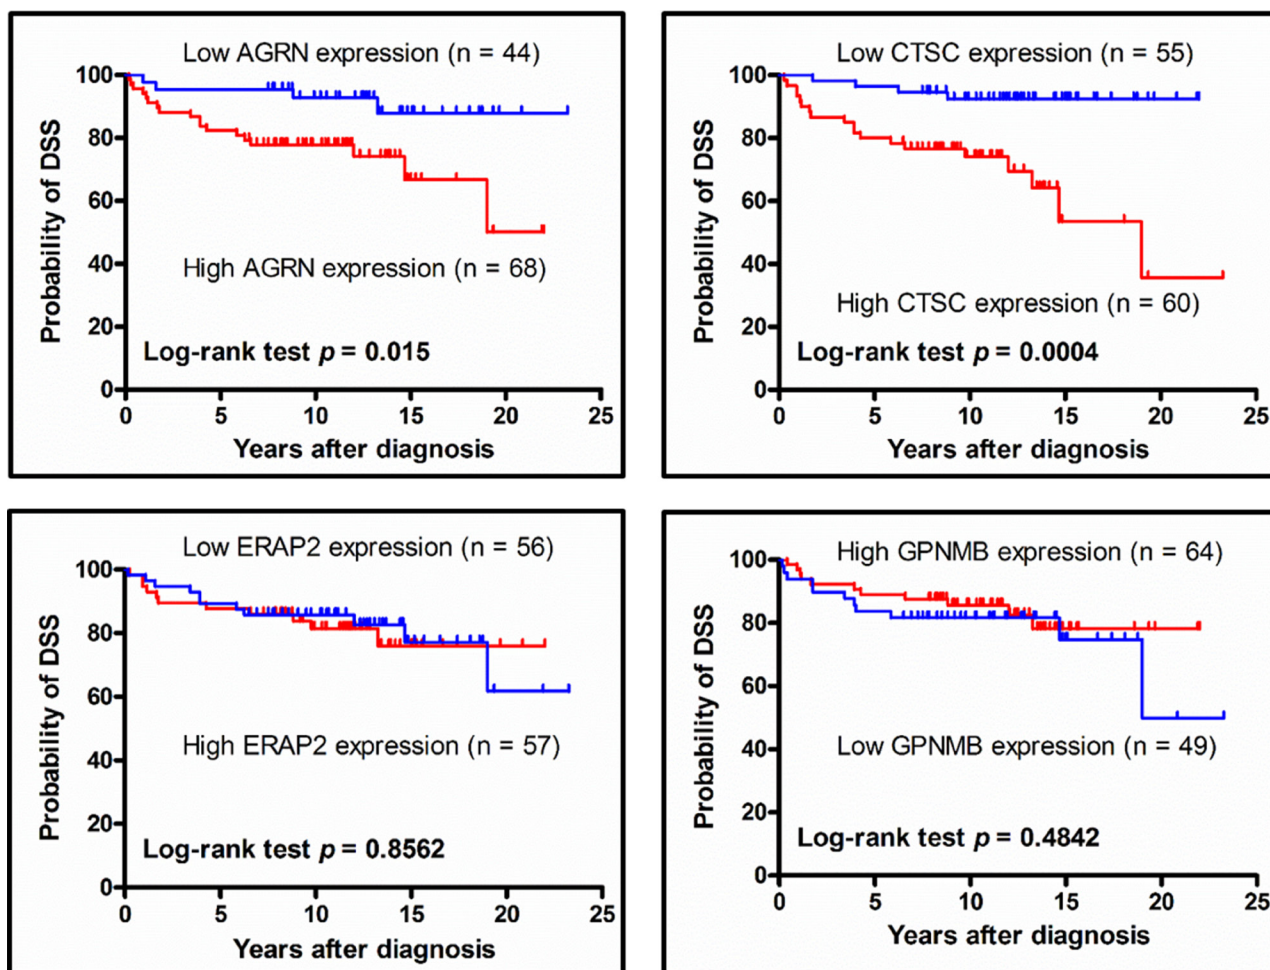 Low AGRN expression (n = 44)
100
80
60
40
20
0
Probability of DSS
High AGRN expression (n = 68)
Log-rank test p = 0.015
0 5 10 15 20 25
Years after diagnosis
Low CTSC expression (n = 55)
100
80
60
40
20
0
Probability of DSS
High CTSC expression (n = 60)
Log-rank test p = 0.0004
0 5 10 15 20 25
Years after diagnosis
Low ERAP2 expression (n = 56)
100
80
60
40
20
0
Probability of DSS
High ERAP2 expression (n = 57)
Log-rank test p = 0.8562
0 5 10 15 20 25
Years after diagnosis
High GPNMB expression (n = 64)
100
80
60
40
20
0
Probability of DSS
Low GPNMB expression (n = 49)
Log-rank test p = 0.4842
0 5 10 15 20 25
Years after diagnosis